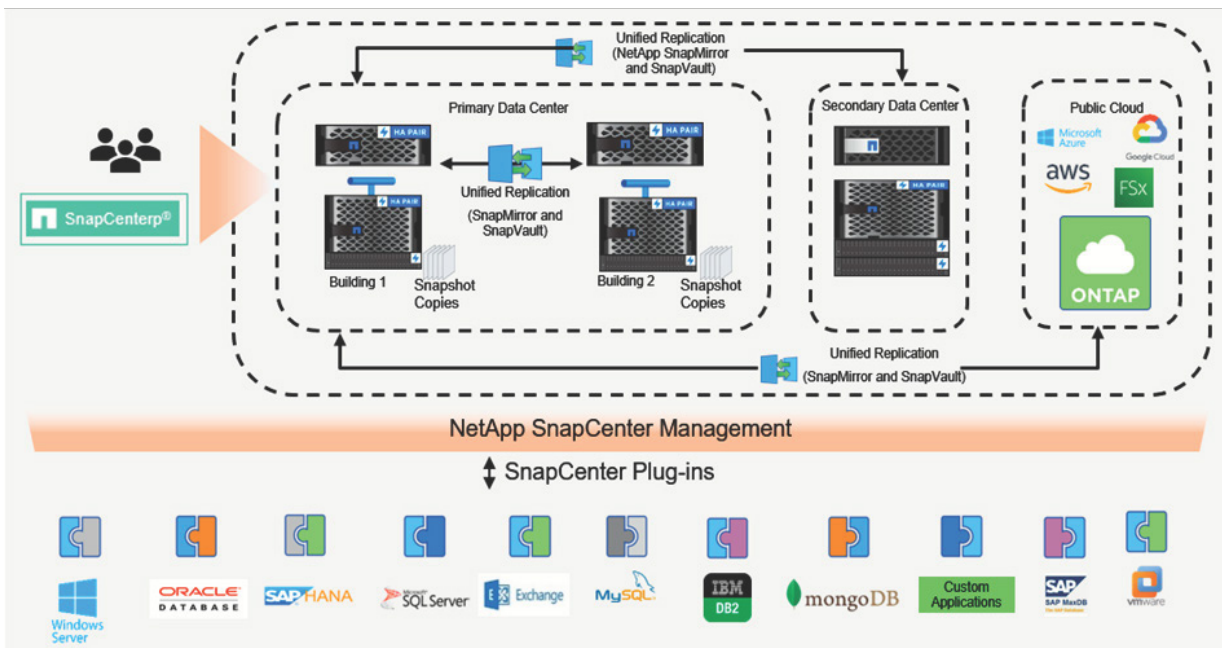 Unified Replication
(NetApp SnapMirror
and SnapVault)
Primary Data Center
Secondary Data Center
Public Cloud
HA PAIR
HA PAIR
Microsoft
Azure
Google Cloud
aws
FSx
SnapCenterp®
Unified Replication
(SnapMirror and
SnapVault)
HA PAIR
HA PAIR
HA PAIR
ONTAP
Building 1
Snapshot
Copies
Building 2
Snapshot
Copies
Unified Replication
(SnapMirror and SnapVault)
NetApp SnapCenter Management
SnapCenter Plug-ins
Windows
Server
ORACLE
DATABASE
SAP HANA
Microsoft
SQL Server
E
Exchange
MySQL
IBM
DB2
mongoDB
Custom
Applications
SAP
SAP MaxDB
vmware